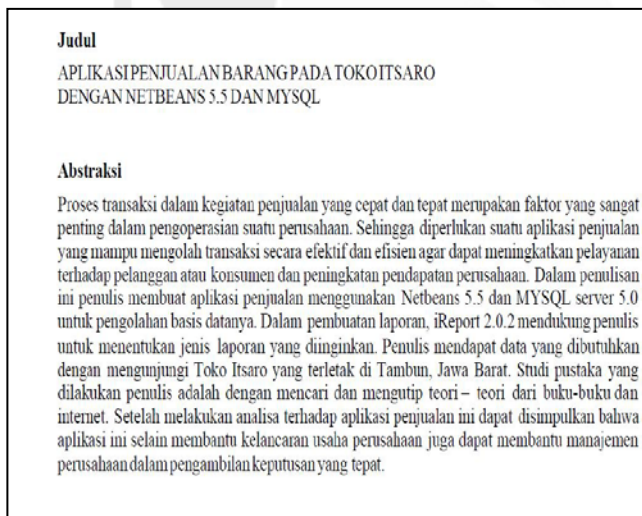 Judul
APLIKASI PENJUALAN BARANG PADA TOKO ITSARO
DENGAN NETBEANS 5.5 DAN MYSQL
Abstraksi
Proses transaksi dalam kegiatan penjualan yang cepat dan tepat merupakan faktor yang sangat
penting dalam pengoperasian suatu perusahaan. Sehingga diperlukan suatu aplikasi penjualan
yang mampu mengolah transaksi secara efektif dan efisien agar dapat meningkatkan pelayanan
terhadap pelanggan atau konsumen dan peningkatan pendapatan perusahaan. Dalam penulisan
ini penulis membuat aplikasi penjualan menggunakan Netbeans 5.5 dan MYSQL server 5.0
untuk pengolahan basis datanya. Dalam pembuatan laporan, iReport 2.0.2 mendukung penulis
untuk menentukan jenis laporan yang diinginkan. Penulis mendapat data yang dibutuhkan
dengan mengunjungi Toko Itsaro yang terletak di Tambun, Jawa Barat. Studi pustaka yang
dilakukan penulis adalah dengan mencari dan mengutip teori – teori dari buku-buku dan
internet. Setelah melakukan analisa terhadap aplikasi penjualan ini dapat disimpulkan bahwa
aplikasi ini selain membantu kelancaran usaha perusahaan juga dapat membantu manajemen
perusahaan dalam pengambilan keputusan yang tepat.